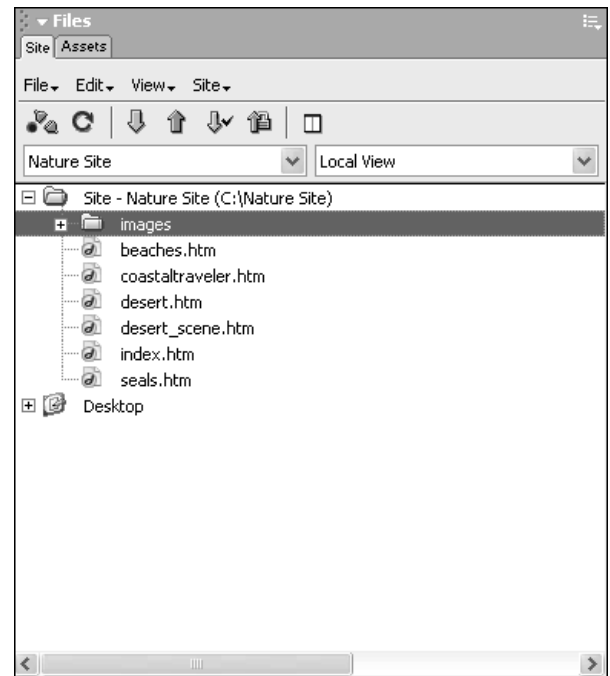 Files
Site Assets
File Edit View Site
Nature Site Local View
Site - Nature Site (C:\Nature Site)
images
beaches.htm
coastaltraveler.htm
desert.htm
desert_scene.htm
index.htm
seals.htm
Desktop